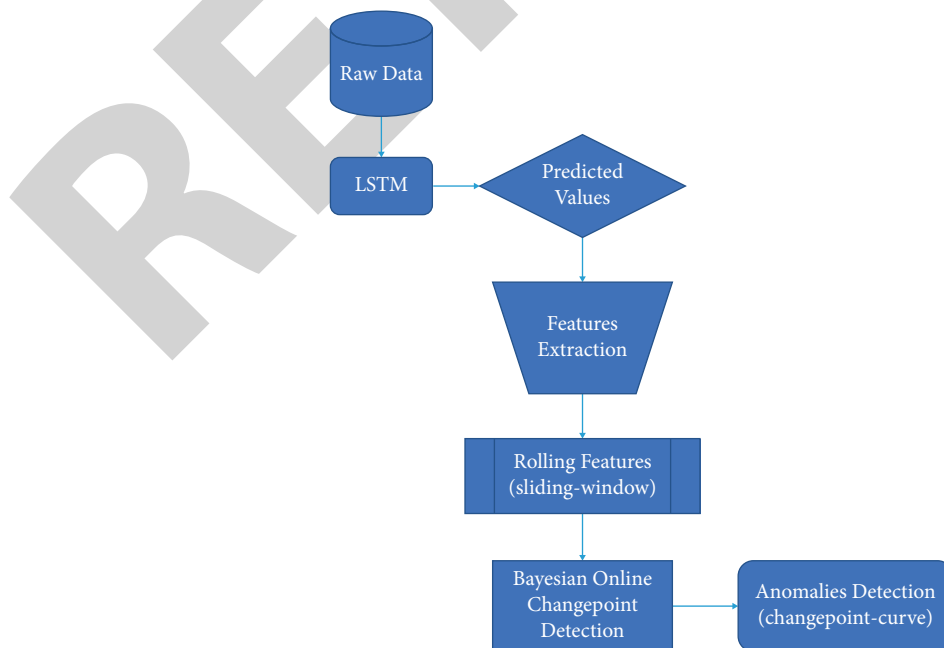 Raw Data
LSTM
Predicted
Values
Features
Extraction
Rolling Features
(sliding-window)
Bayesian Online
Changepoint
Detection
Anomalies Detection
(changepoint-curve)